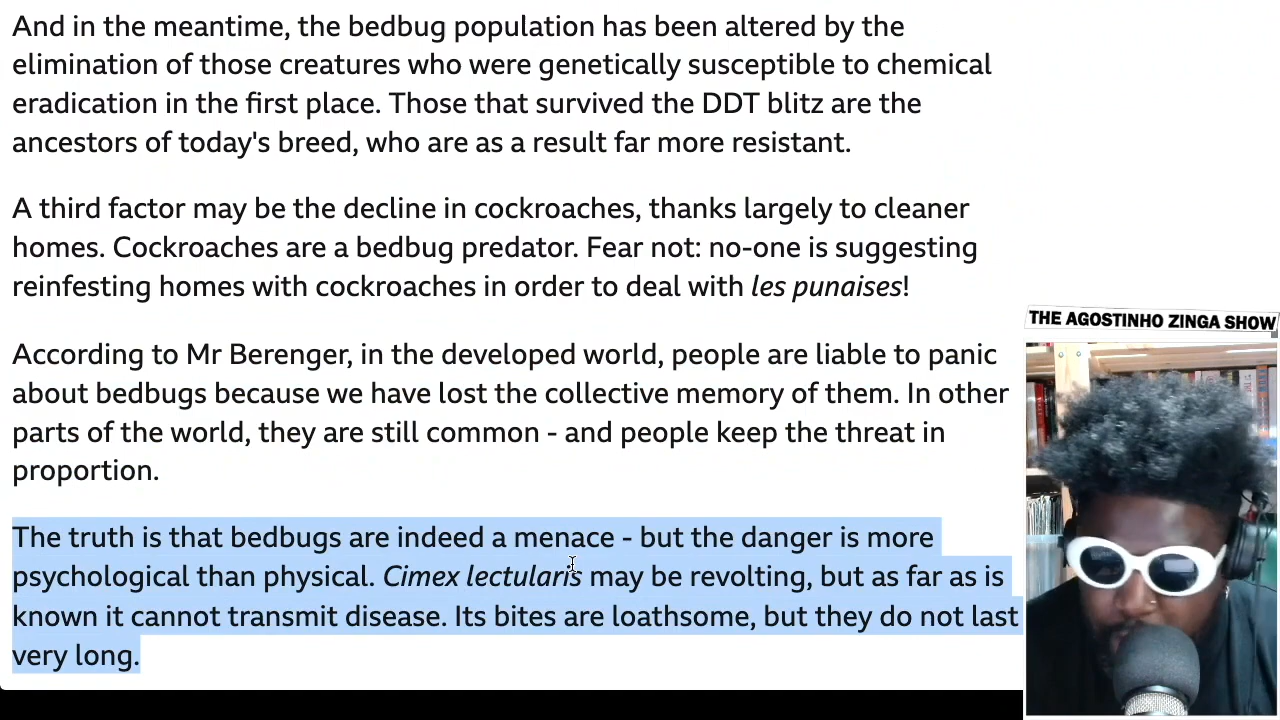 And in the meantime, the bedbug population has been altered by the
elimination of those creatures who were genetically susceptible to chemical
eradication in the first place. Those that survived the DDT blitz are the
ancestors of today's breed, who are as a result far more resistant.
A third factor may be the decline in cockroaches, thanks largely to cleaner
homes. Cockroaches are a bedbug predator. Fear not: no-one is suggesting
reinfesting homes with cockroaches in order to deal with les punaises!
According to Mr Berenger, in the developed world, people are liable to panic
about bedbugs because we have lost the collective memory of them. In other
parts of the world, they are still common - and people keep the threat in
proportion.
The truth is that bedbugs are indeed a menace - but the danger is more
psychological than physical. Cimex lectularis may be revolting, but as far as is
known it cannot transmit disease. Its bites are loathsome, but they do not last
very long.
THE AGOSTINHO ZINGA SHOW